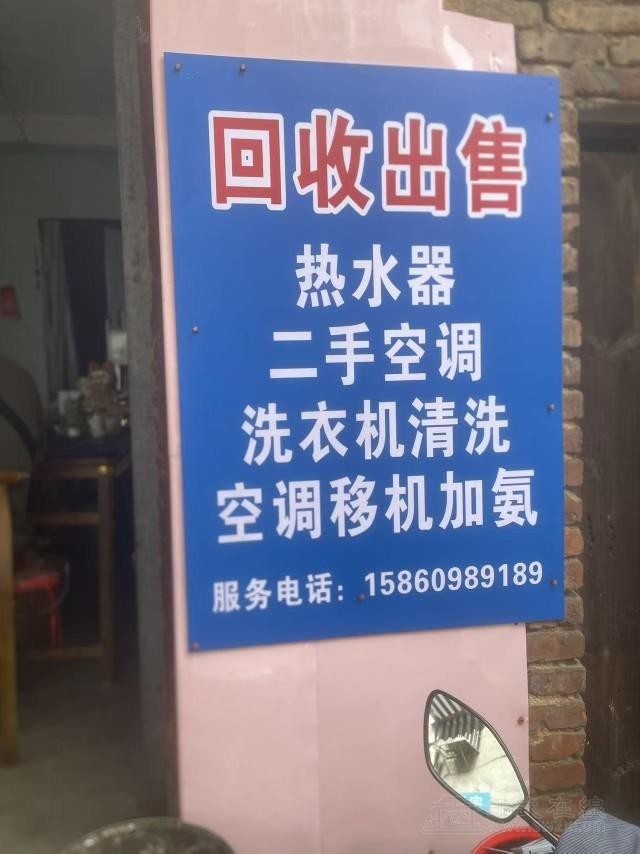 回收出售
热水器
二手空调
洗衣机清洗
空调移机加氨
服务电话：15860989189